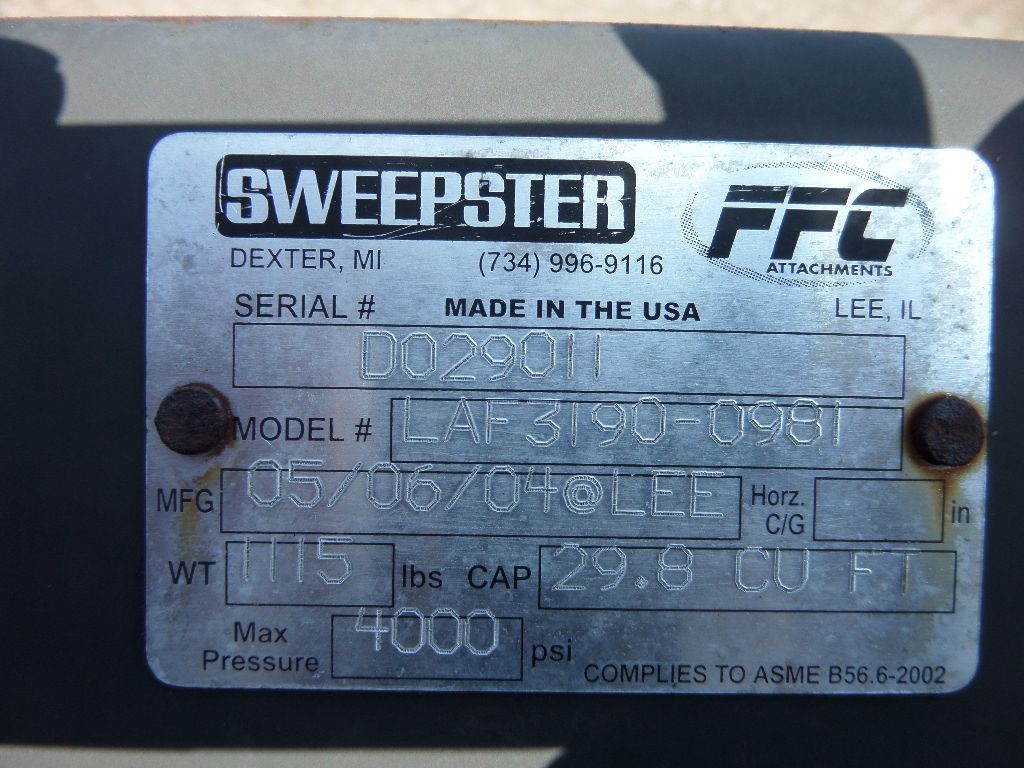 SWEEPSTER FFC
DEXTER, MI (734) 996-9116 ATTACHMENTS
SERIAL # MADE IN THE USA LEE, IL
D029011
MODEL # LAF3190-0981
MFG 05/06/04@LEE Horz. C/G in
WT 1115 lbs CAP 29.8 CU FT
Max Pressure 4000 psi
COMPLIES TO ASME B56.6-2002